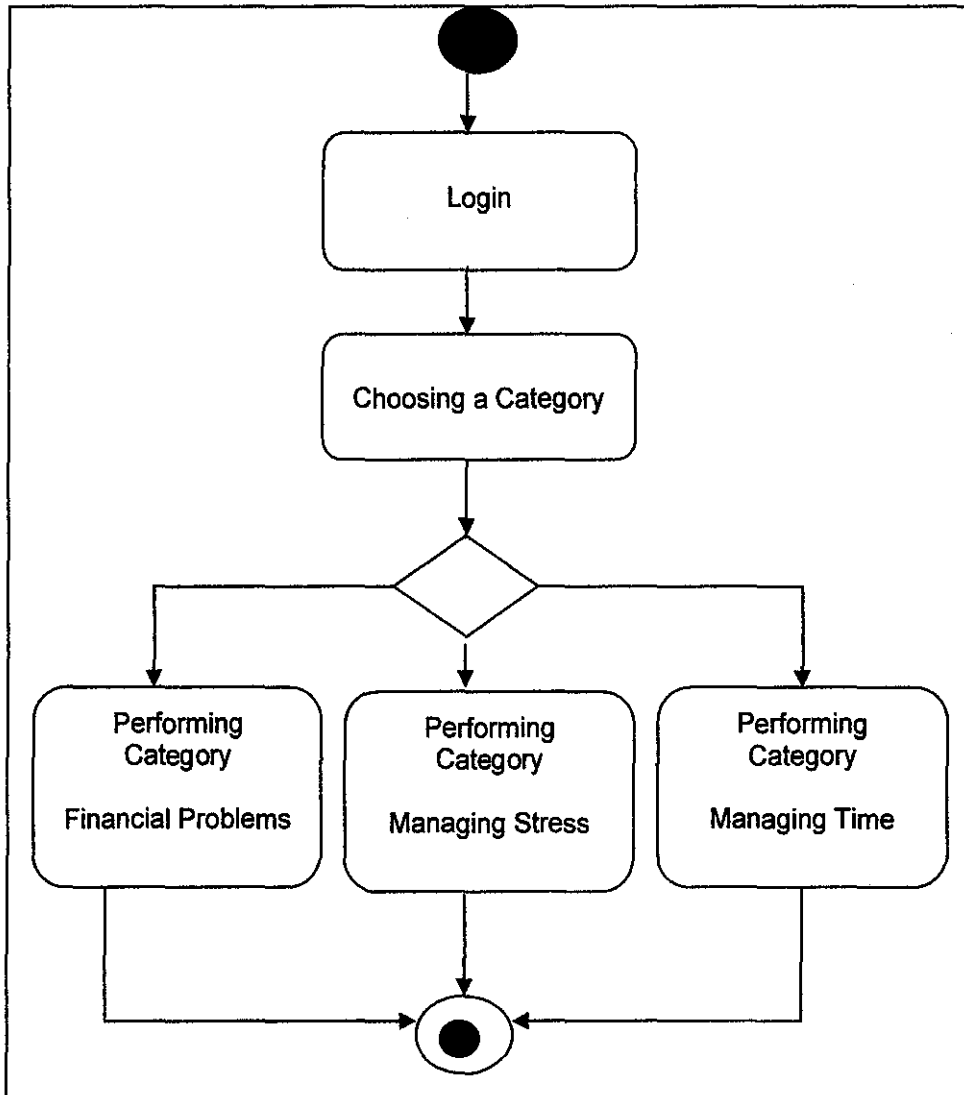 Login
Choosing a Category
Performing
Category
Financial Problems
Performing
Category
Managing Stress
Performing
Category
Managing Time